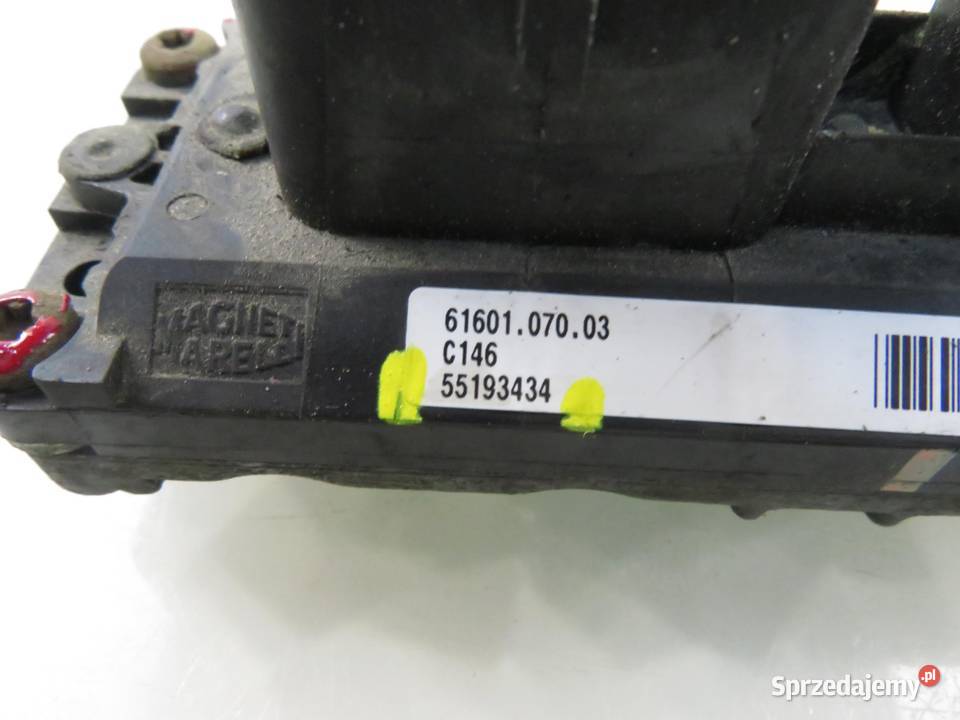 MAGNETI
MARELLI
61601.070.03
C146
55193434
Sprzedajemy.pl